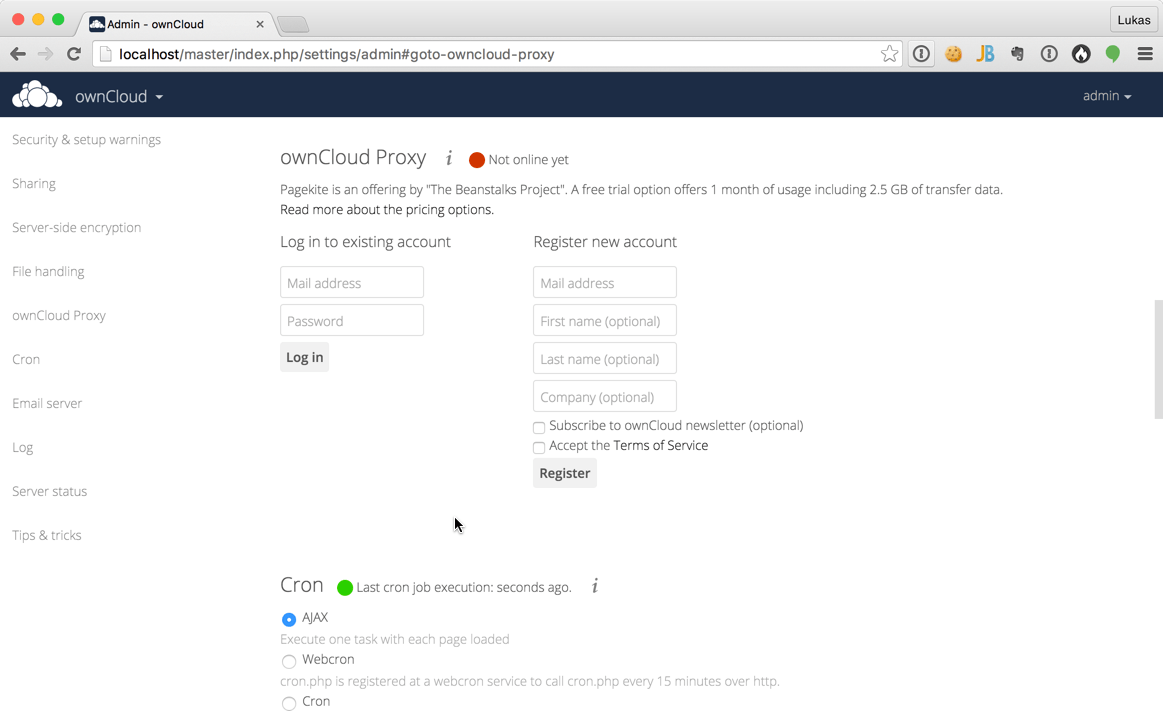 Admin - ownCloud
Lukas
localhost/master/index.php/settings/admin#goto-owncloud-proxy
JB
ownCloud
admin
Security & setup warnings
Sharing
Server-side encryption
File handling
ownCloud Proxy
Cron
Email server
Log
Server status
Tips & tricks
ownCloud Proxy i Not online yet
Pagekite is an offering by "The Beanstalks Project". A free trial option offers 1 month of usage including 2.5 GB of transfer data.
Read more about the pricing options.
Log in to existing account
Mail address
Password
Log in
Register new account
Mail address
First name (optional)
Last name (optional)
Company (optional)
Subscribe to ownCloud newsletter (optional)
Accept the Terms of Service
Register
Cron Last cron job execution: seconds ago. i
AJAX
Execute one task with each page loaded
Webcron
cron.php is registered at a webcron service to call cron.php every 15 minutes over http.
Cron